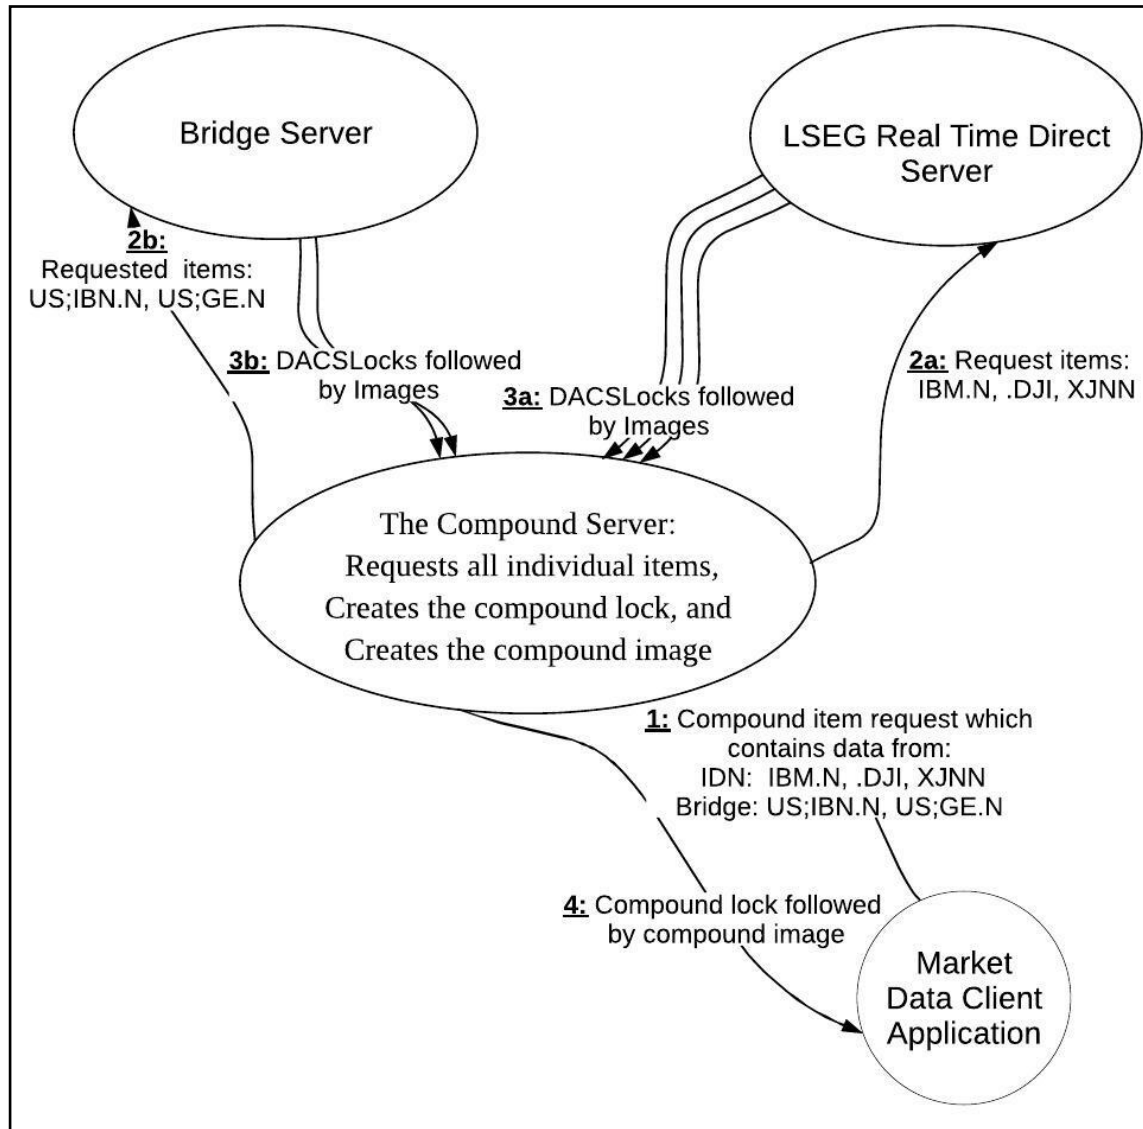 Bridge Server
LSEG Real Time Direct
Server
2b:
Requested items:
US;IBN.N, US;GE.N
3b: DACSLocks followed
by Images
3a: DACSLocks followed
by Images
2a: Request items:
IBM.N, .DJI, XJNN
The Compound Server:
Requests all individual items,
Creates the compound lock, and
Creates the compound image
1: Compound item request which
contains data from:
IDN: IBM.N, .DJI, XJNN
Bridge: US;IBN.N, US;GE.N
4: Compound lock followed
by compound image
Market
Data Client
Application